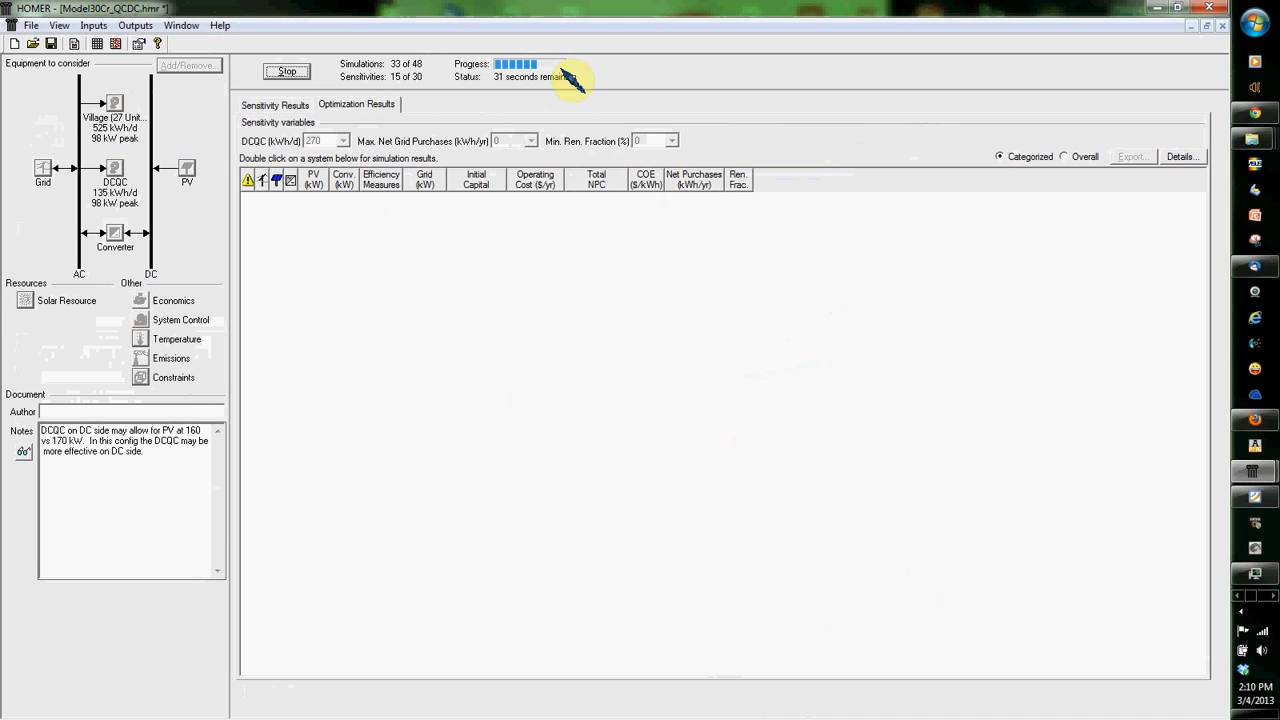 HOMER - [Model30Cr_QCDC.hmr *]
File View Inputs Outputs Window Help
Equipment to consider
Add/Remove...
Village (27 Unit...
525 kWh/d
98 kW peak
Grid
DCQC
135 kWh/d
98 kW peak
PV
Converter
AC
DC
Resources
Other
Solar Resource
Economics
System Control
Temperature
Emissions
Constraints
Document
Author
Notes
DCQC on DC side may allow for PV at 160
vs 170 kW. In this config the DCQC may be
more effective on DC side.
Stop
Simulations: 33 of 48
Sensitivities: 15 of 30
Progress:
Status: 31 seconds remaining
Sensitivity Results
Optimization Results
Sensitivity variables
DCQC (kWh/d) 270
Max. Net Grid Purchases (kWh/yr) 0
Min. Ren. Fraction (%) 0
Double click on a system below for simulation results.
Categorized
Overall
Export...
Details...
PV (kW)
Conv. (kW)
Efficiency Measures
Grid (kW)
Initial Capital
Operating Cost ($/yr)
Total NPC
COE ($/kWh)
Net Purchases (kWh/yr)
Ren. Frac.
2:10 PM
3/4/2013